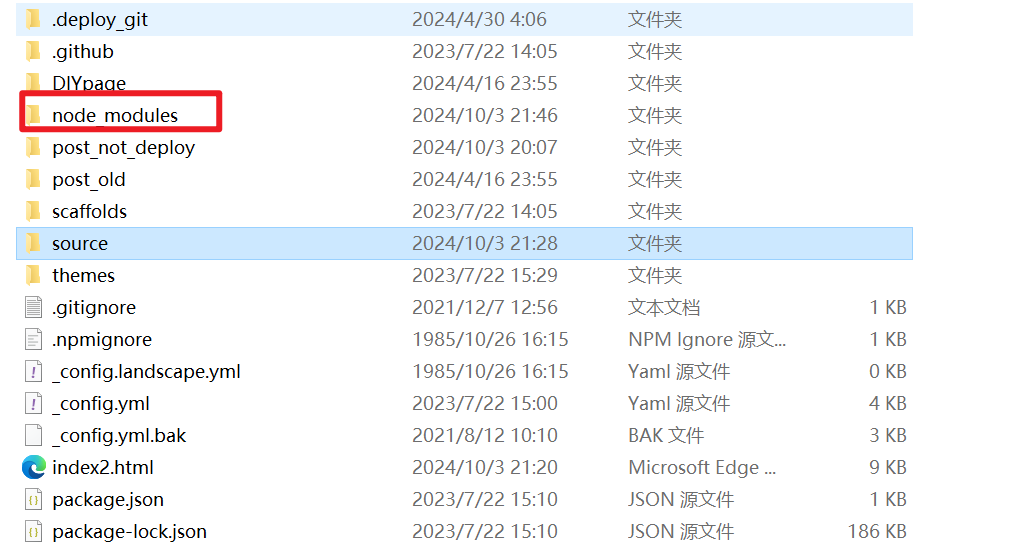 .deploy_git 2024/4/30 4:06 文件夹
.github 2023/7/22 14:05 文件夹
DIYpage 2024/4/16 23:55 文件夹
node_modules 2024/10/3 21:46 文件夹
post_not_deploy 2024/10/3 20:07 文件夹
post_old 2024/4/16 23:55 文件夹
scaffolds 2023/7/22 14:05 文件夹
source 2024/10/3 21:28 文件夹
themes 2023/7/22 15:29 文件夹
.gitignore 2021/12/7 12:56 文本文档 1 KB
.npmignore 1985/10/26 16:15 NPM Ignore 源文... 1 KB
_config.landscape.yml 1985/10/26 16:15 Yaml 源文件 0 KB
_config.yml 2023/7/22 15:00 Yaml 源文件 4 KB
_config.yml.bak 2021/8/12 10:10 BAK 文件 3 KB
index2.html 2024/10/3 21:20 Microsoft Edge ... 9 KB
package.json 2023/7/22 15:10 JSON 源文件 1 KB
package-lock.json 2023/7/22 15:10 JSON 源文件 186 KB